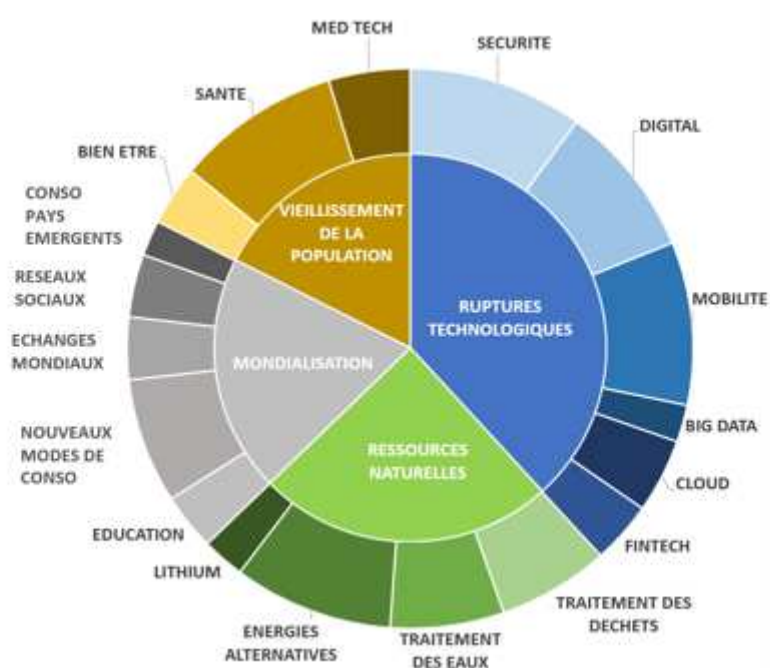 MED TECH
SECURITE
SANTE
DIGITAL
BIEN ETRE
CONSO
PAYS
EMERGENTS
VIEILLISSEMENT
DE LA
POPULATION
RESEAUX
SOCIAUX
RUPTURES
TECHNOLOGIQUES
MOBILITE
ECHANGES
MONDIAUX
MONDIALISATION
NOUVEAUX
MODES DE
CONSO
RESSOURCES
NATURELLES
BIG DATA
CLOUD
EDUCATION
FINTECH
LITHIUM
TRAITEMENT DES
DECHETS
ENERGIES
ALTERNATIVES
TRAITEMENT
DES EAUX